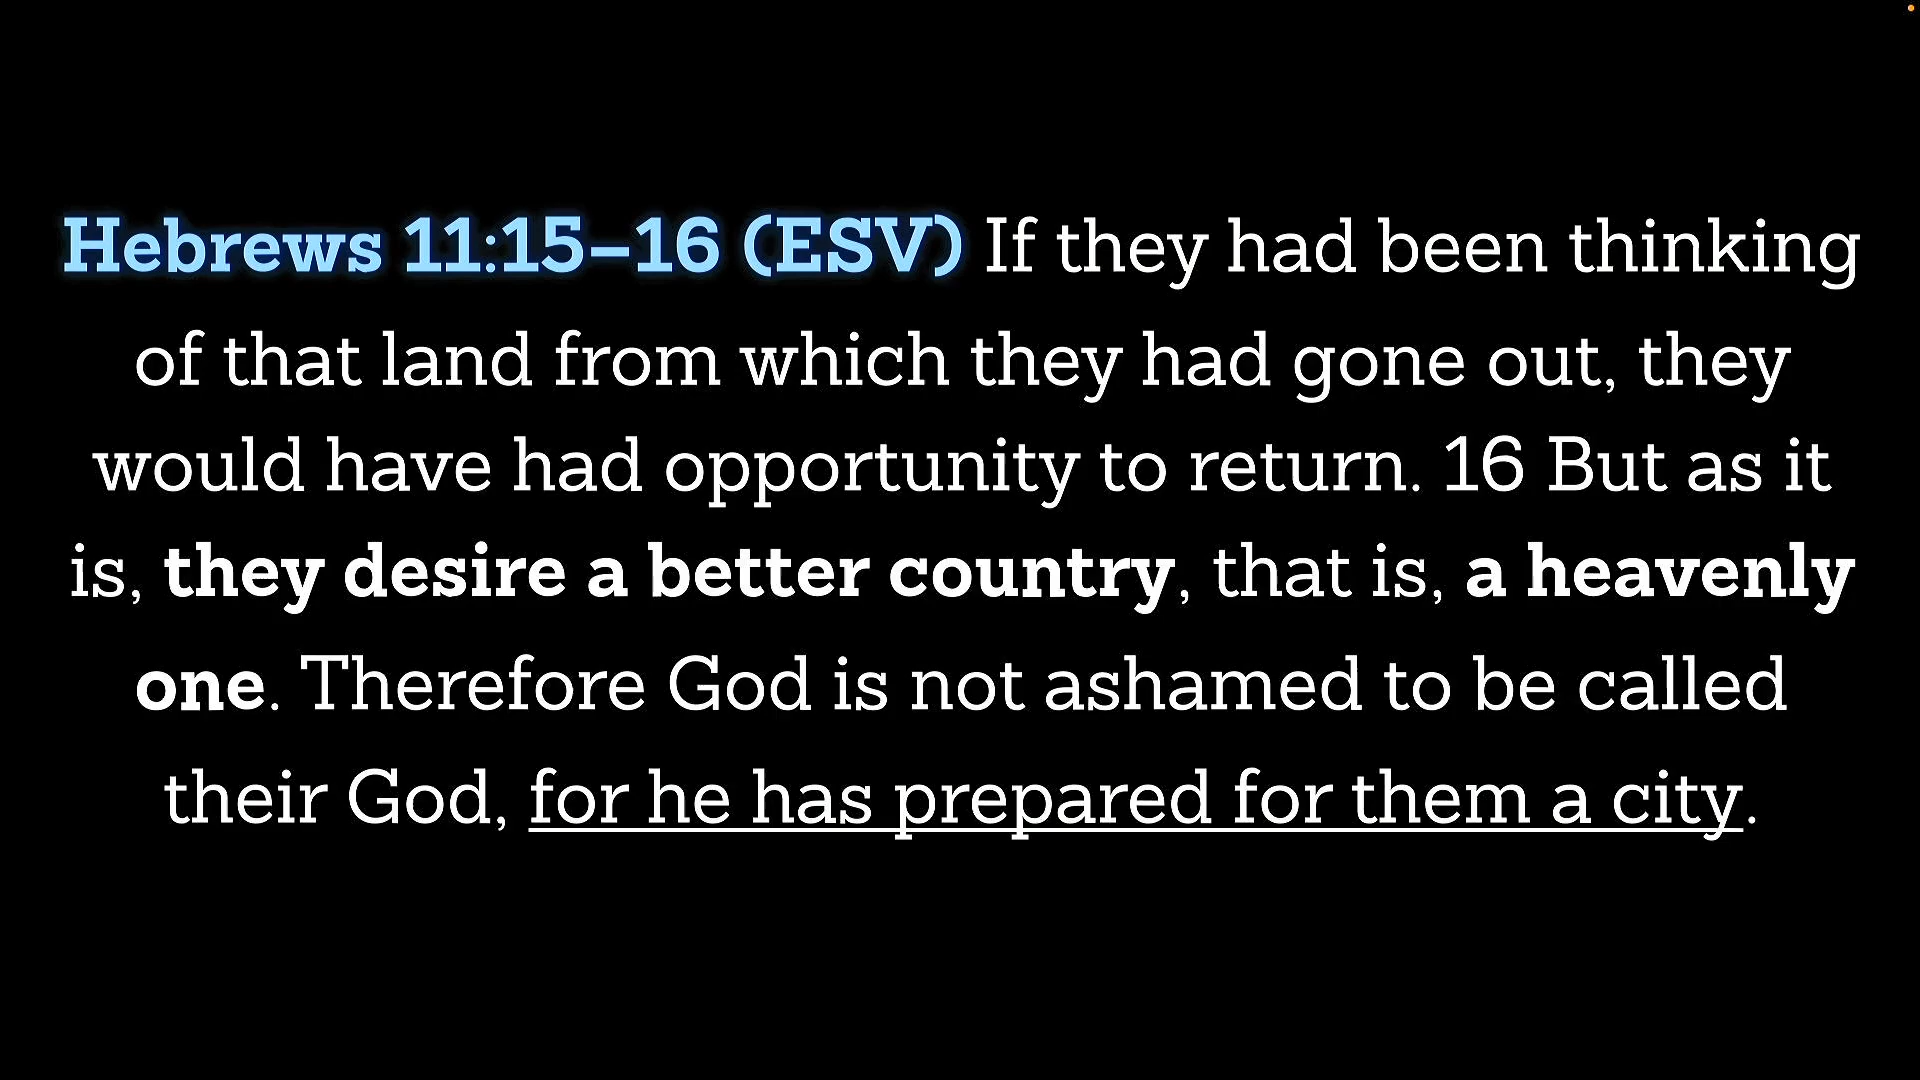 Hebrews 11:15–16 (ESV) If they had been thinking
of that land from which they had gone out, they
would have had opportunity to return. 16 But as it
is, they desire a better country, that is, a heavenly
one. Therefore God is not ashamed to be called
their God, for he has prepared for them a city.